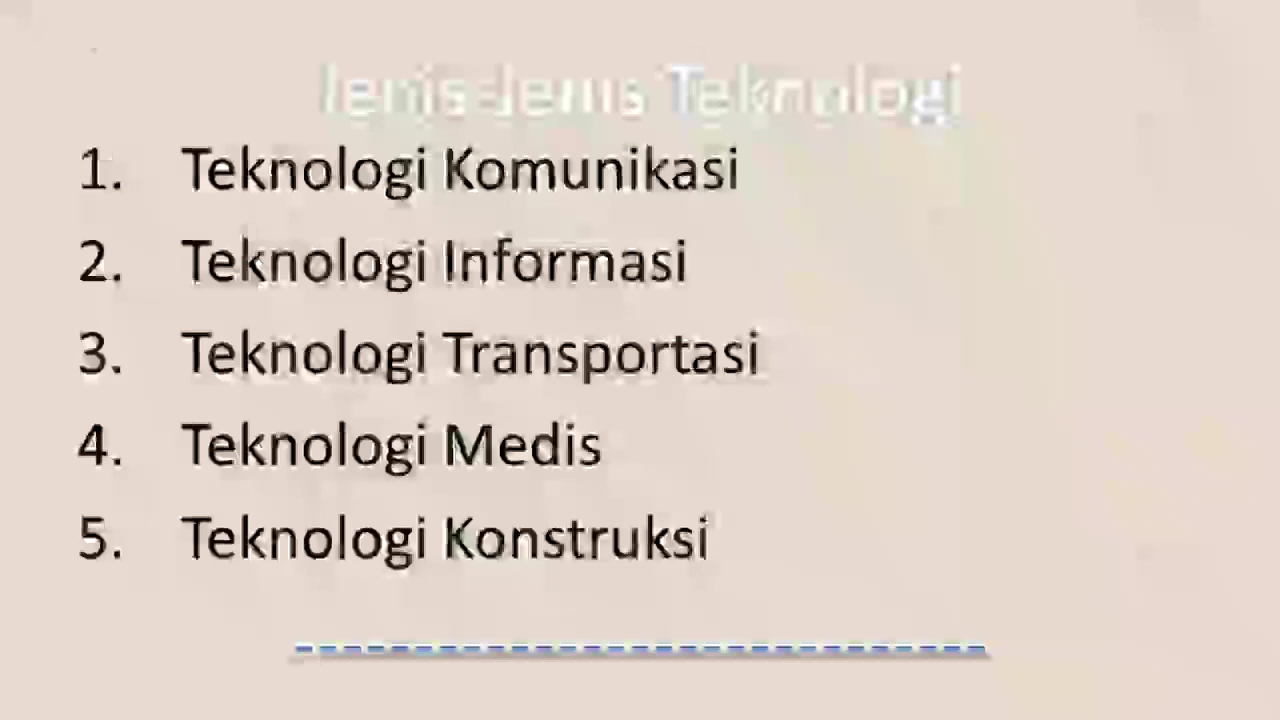 Jenis-Jenis Teknologi
1. Teknologi Komunikasi
2. Teknologi Informasi
3. Teknologi Transportasi
4. Teknologi Medis
5. Teknologi Konstruksi